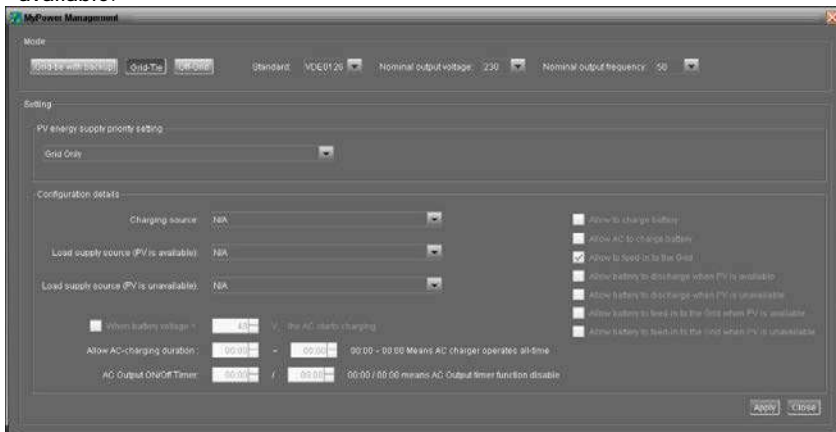 available.
MyPower Management
Mode
Grid-tie with backup Grid-Tie Off-Grid Standard: VDE0126 Nominal output voltage: 230 Nominal output frequency: 50
Setting
PV energy supply priority setting
Grid Only
Configuration details
Charging source: N/A
Load supply source (PV is available): N/A
Load supply source (PV is unavailable): N/A
Allow to charge battery
Allow AC to charge battery
Allow to feed-in to the Grid
Allow battery to discharge when PV is available
Allow battery to discharge when PV is unavailable
Allow battery to feed-in to the Grid when PV is available
Allow battery to feed-in to the Grid when PV is unavailable
When battery voltage < 48 V, the AC starts charging
Allow AC-charging duration : 00:00 ~ 00:00 00:00 ~ 00:00 Means AC charger operates all-time
AC Output ON/Off Timer: 00:00 / 00:00 00:00 / 00:00 means AC Output timer function disable
Apply Close